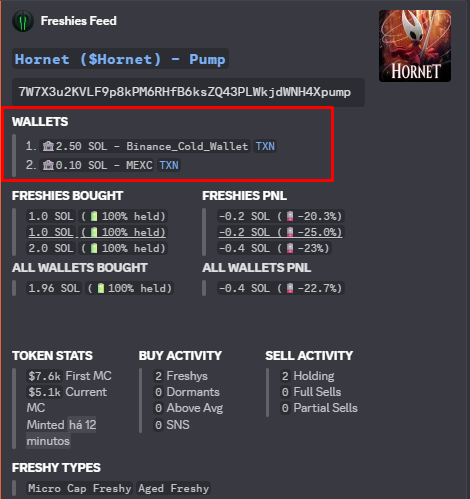 Freshies Feed
Hornet ($Hornet) – Pump
HORNET
7W7X3u2KVLF9p8kPM6RHfB6ksZQ43PLWkjdWNH4Xpump
WALLETS
1. 🏦2.50 SOL - Binance_Cold_Wallet TXN
2. 🏦0.10 SOL - MEXC TXN
FRESHIES BOUGHT
1.0 SOL (🔋100% held)
1.0 SOL (🔋100% held)
2.0 SOL (🔋100% held)
FRESHIES PNL
-0.2 SOL (🪫-20.3%)
-0.2 SOL (🪫-25.0%)
-0.4 SOL (🪫-23%)
ALL WALLETS BOUGHT
1.96 SOL (🔋100% held)
ALL WALLETS PNL
-0.4 SOL (🪫-22.7%)
TOKEN STATS
$7.6k First MC
$5.1k Current
MC
Minted há 12
minutos
BUY ACTIVITY
2 Freshys
0 Dormants
0 Above Avg
0 SNS
SELL ACTIVITY
2 Holding
0 Full Sells
0 Partial Sells
FRESHY TYPES
Micro Cap Freshy Aged Freshy